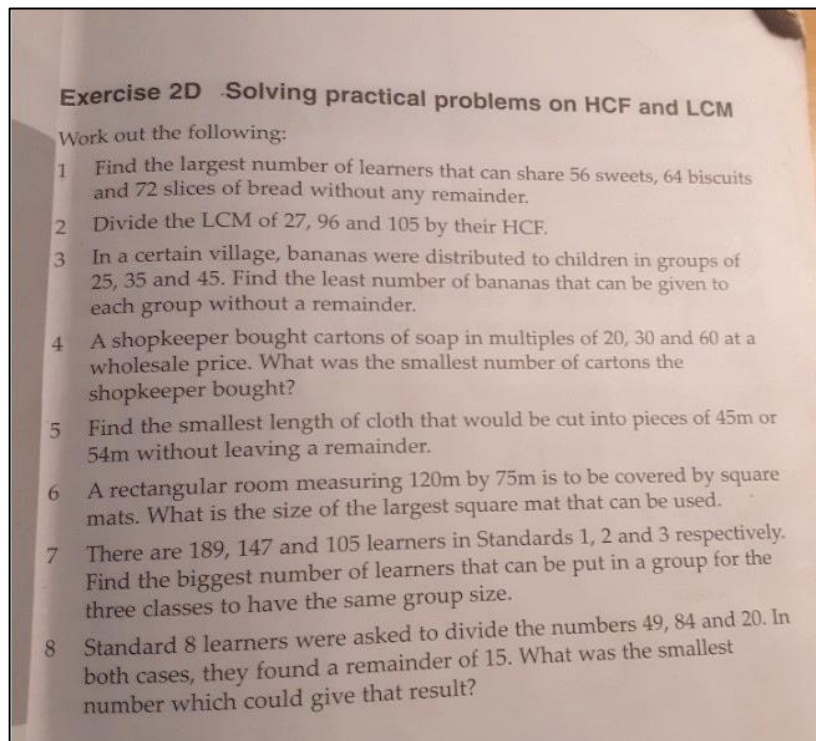 Exercise 2D Solving practical problems on HCF and LCM
Work out the following:
1 Find the largest number of learners that can share 56 sweets, 64 biscuits
and 72 slices of bread without any remainder.
2 Divide the LCM of 27, 96 and 105 by their HCF.
3 In a certain village, bananas were distributed to children in groups of
25, 35 and 45. Find the least number of bananas that can be given to
each group without a remainder.
4 A shopkeeper bought cartons of soap in multiples of 20, 30 and 60 at a
wholesale price. What was the smallest number of cartons the
shopkeeper bought?
5 Find the smallest length of cloth that would be cut into pieces of 45m or
54m without leaving a remainder.
6 A rectangular room measuring 120m by 75m is to be covered by square
mats. What is the size of the largest square mat that can be used.
7 There are 189, 147 and 105 learners in Standards 1, 2 and 3 respectively.
Find the biggest number of learners that can be put in a group for the
three classes to have the same group size.
8 Standard 8 learners were asked to divide the numbers 49, 84 and 20. In
both cases, they found a remainder of 15. What was the smallest
number which could give that result?